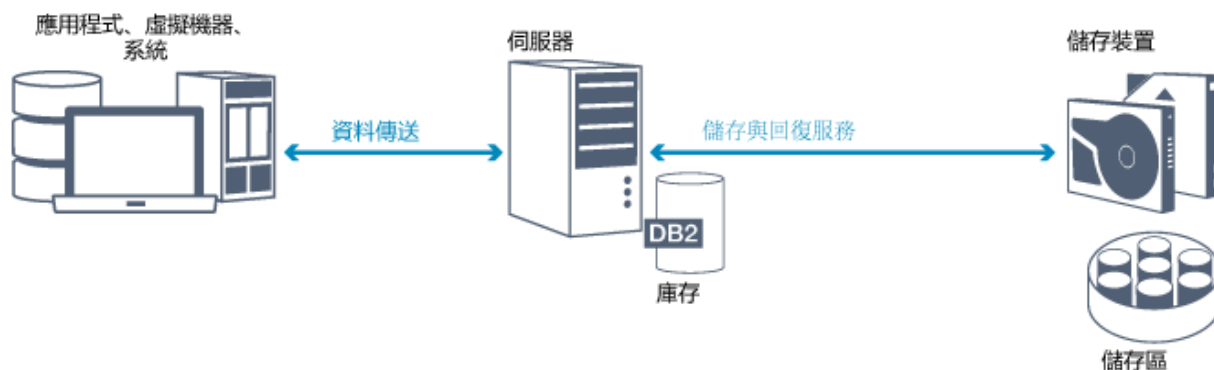 應用程式、虛擬機器、
系統
伺服器
儲存裝置
資料傳送
儲存與回復服務
DB2
庫存
儲存區